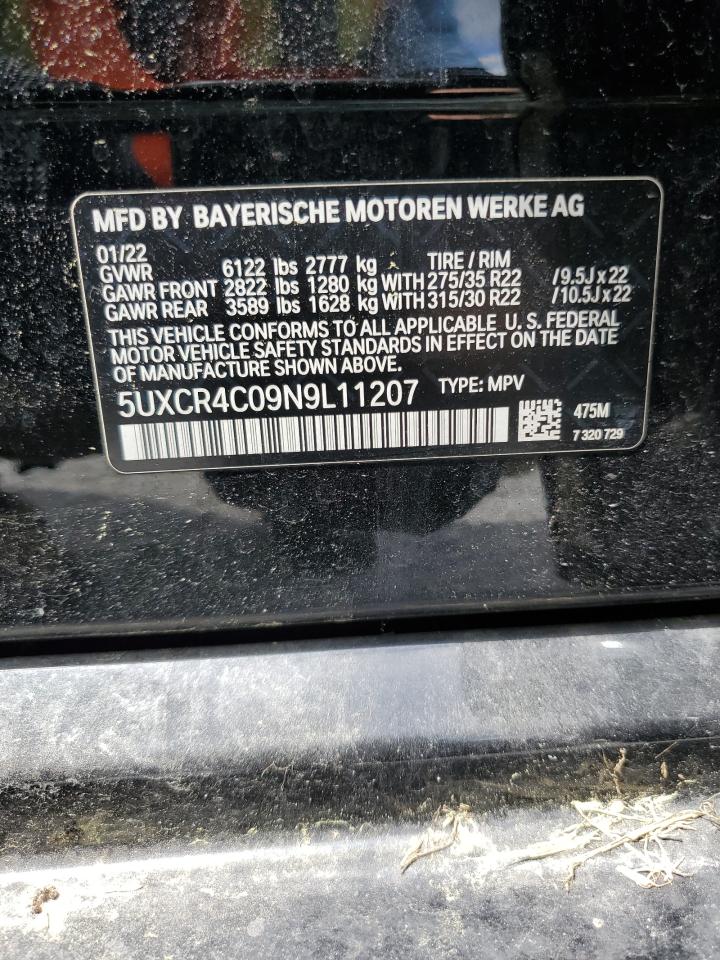 MFD BY BAYERISCHE MOTOREN WERKE AG
01/22
GVWR 6122 lbs 2777 kg TIRE / RIM
GAWR FRONT 2822 lbs 1280 kg WITH 275/35 R22 /9.5J x 22
GAWR REAR 3589 lbs 1628 kg WITH 315/30 R22 /10.5J x 22
THIS VEHICLE CONFORMS TO ALL APPLICABLE U. S. FEDERAL
MOTOR VEHICLE SAFETY STANDARDS IN EFFECT ON THE DATE
OF MANUFACTURE SHOWN ABOVE.
5UXCR4C09N9L11207 TYPE: MPV
475M
7 320 729